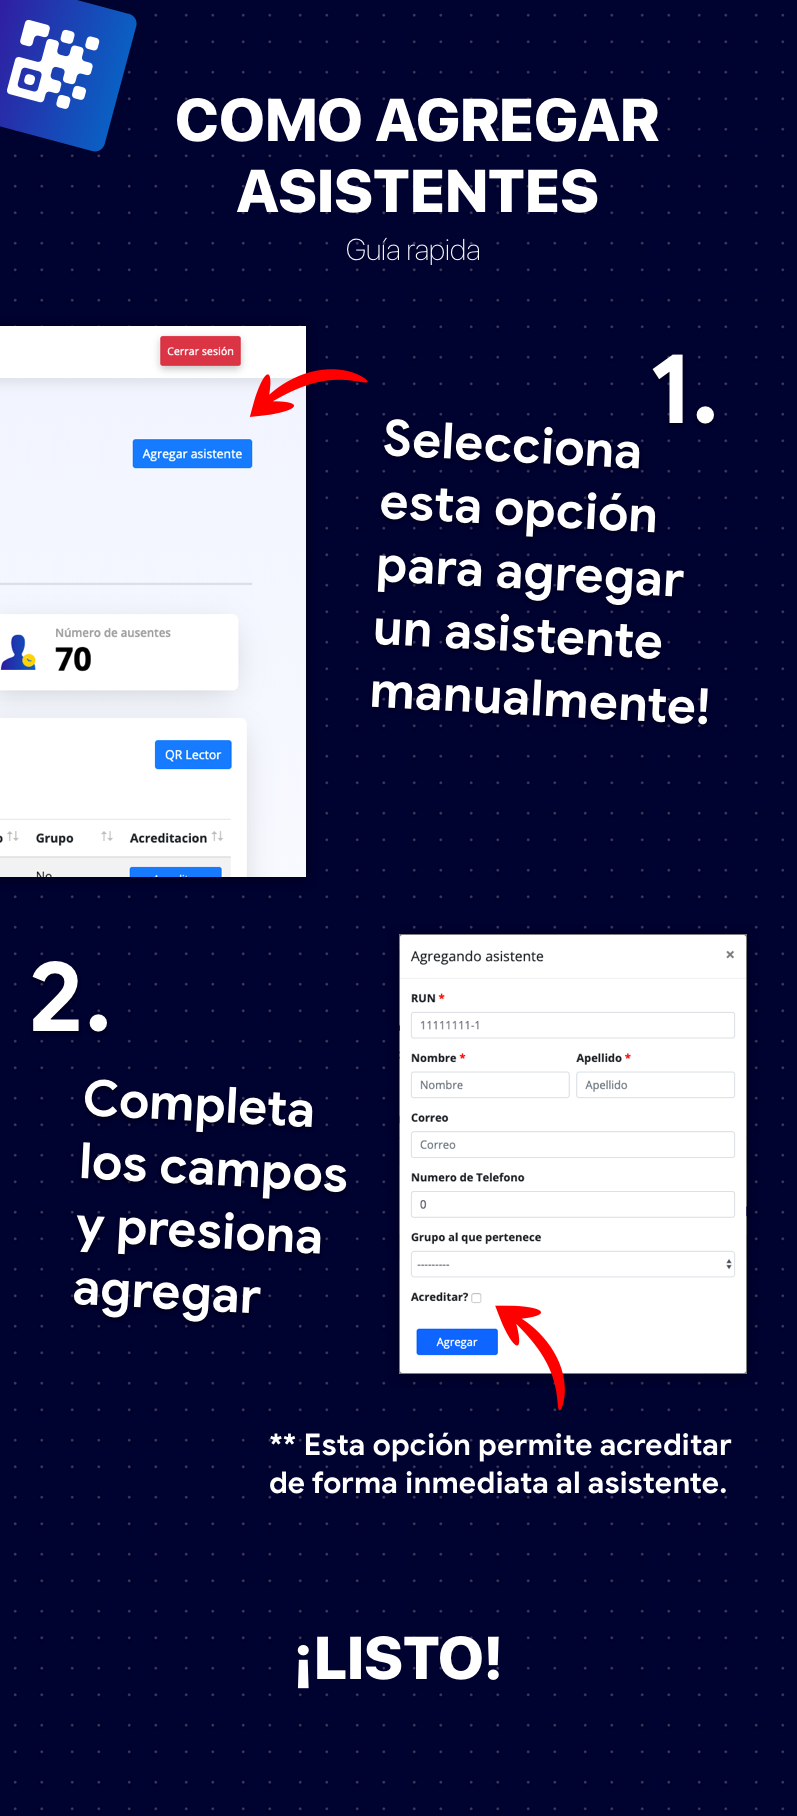 COMO AGREGAR
ASISTENTES
Guía rapida
Cerrar sesión
Agregar asistente
Número de ausentes
70
QR Lector
Grupo
Acreditacion
No
1.
Selecciona
esta opción
para agregar
un asistente
manualmente!
2.
Completa
los campos
y presiona
agregar
Agregando asistente ×
RUN *
11111111-1
Nombre * Apellido *
Nombre Apellido
Correo
Correo
Numero de Telefono
0
Grupo al que pertenece
---------
Acreditar?
Agregar
** Esta opción permite acreditar
de forma inmediata al asistente.
¡LISTO!